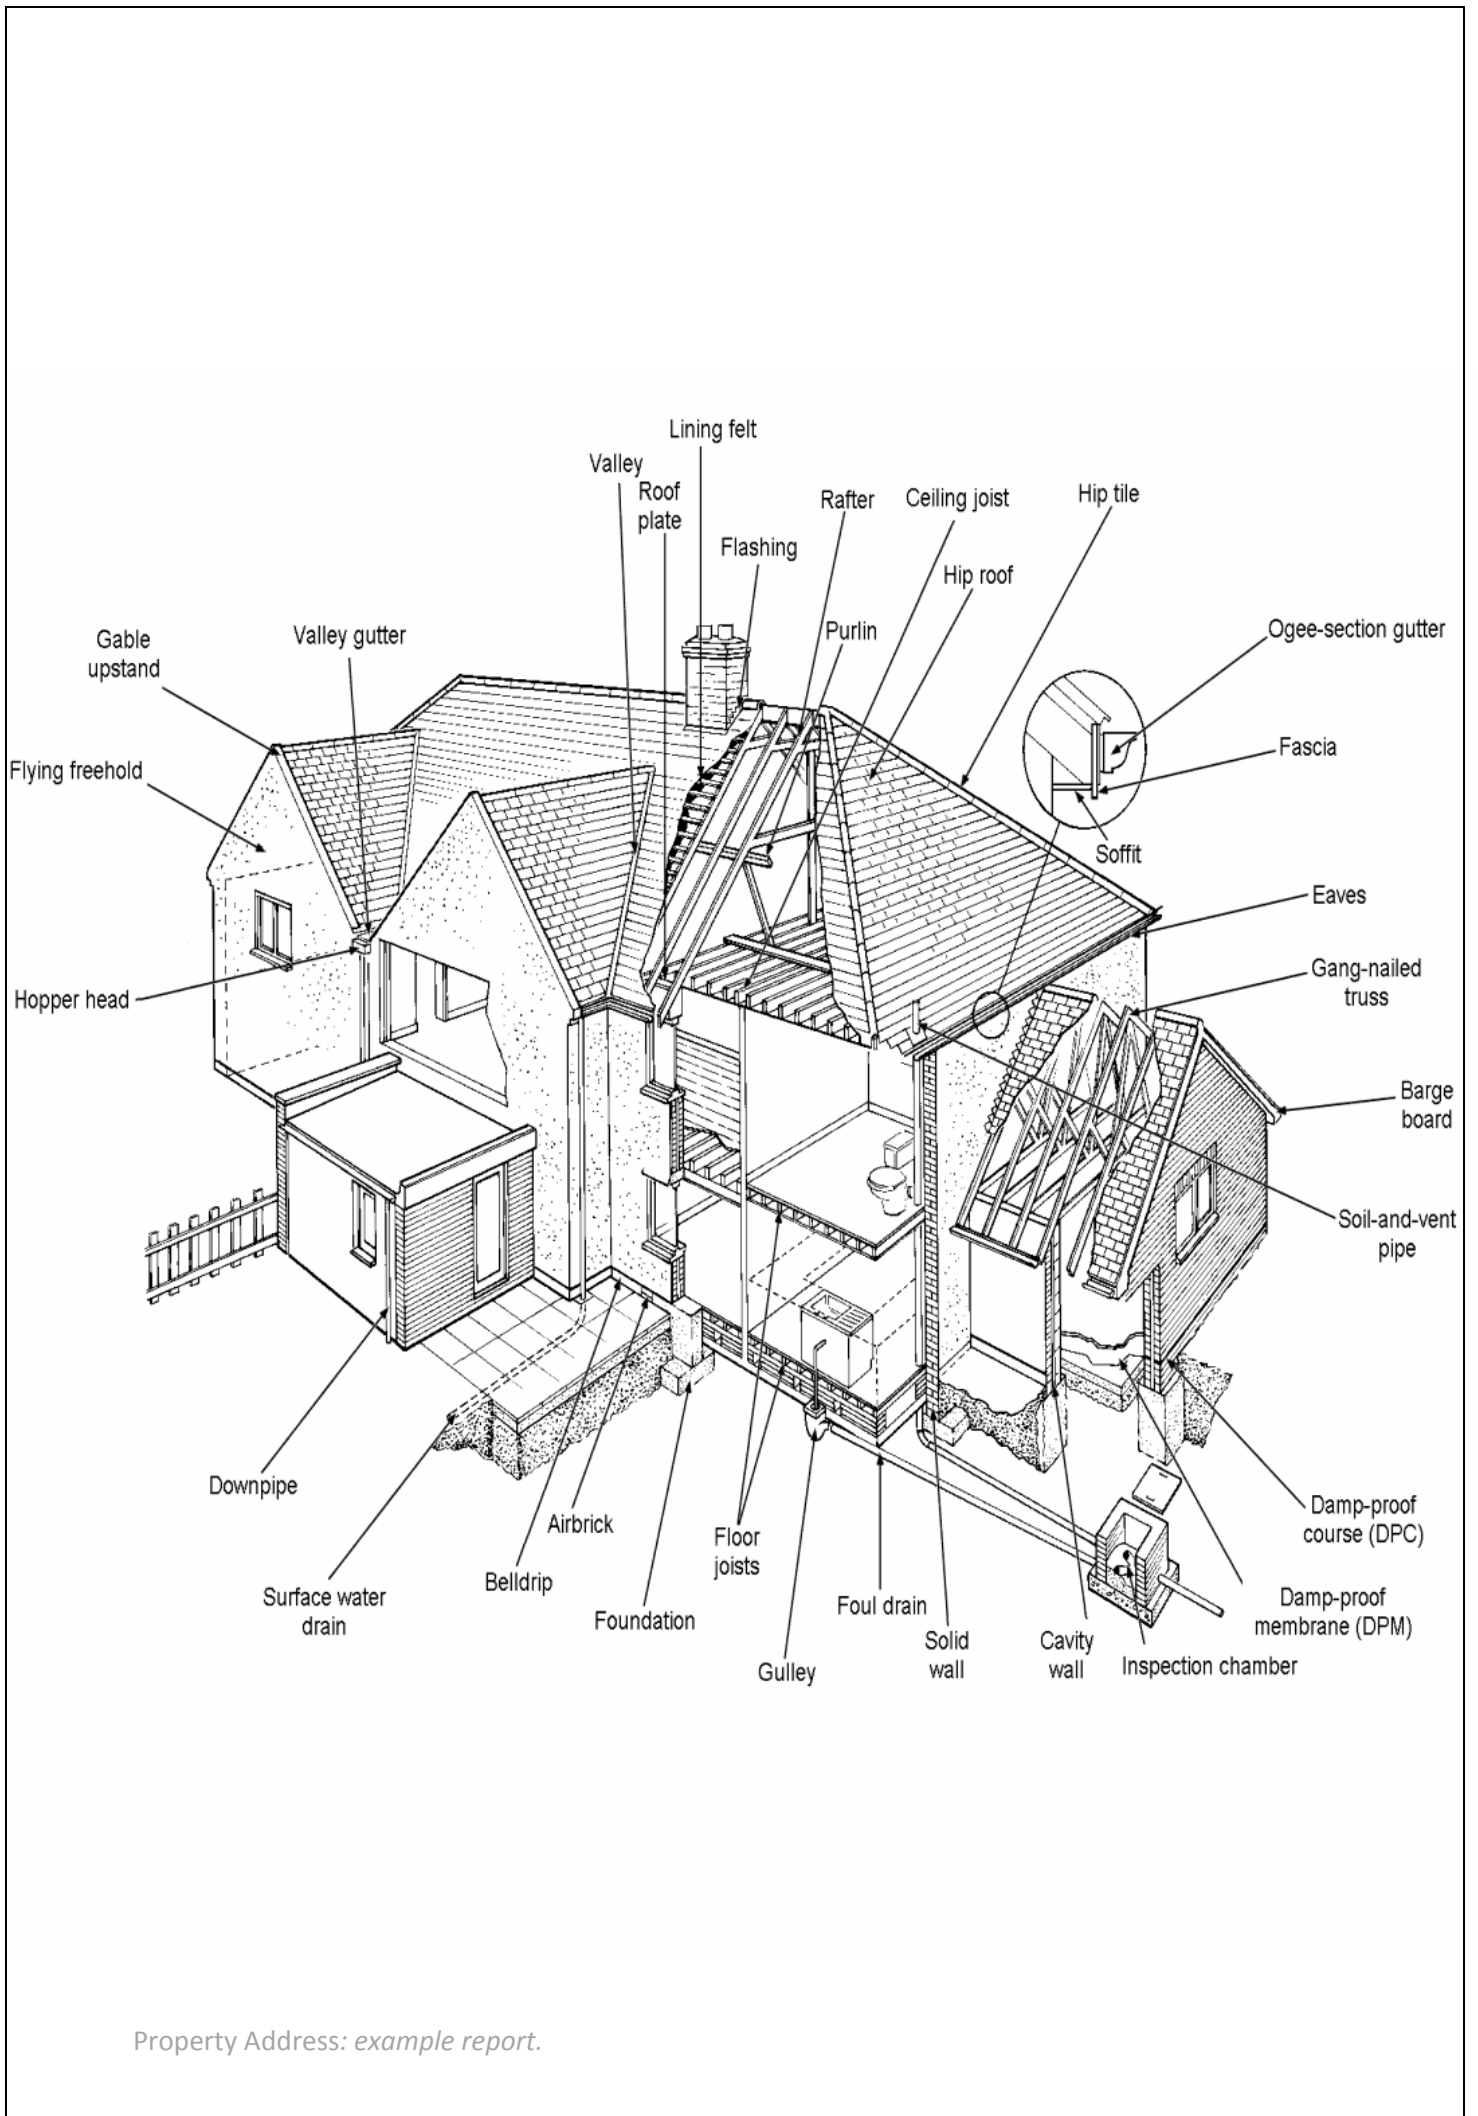 Lining felt
Valley
Roof
plate
Rafter
Ceiling joist
Hip tile
Flashing
Hip roof
Gable
upstand
Valley gutter
Purlin
Ogee-section gutter
Flying freehold
Fascia
Soffit
Eaves
Gang-nailed
truss
Hopper head
Barge
board
Soil-and-vent
pipe
Downpipe
Airbrick
Floor
joists
Damp-proof
course (DPC)
Belldrip
Surface water
drain
Foundation
Foul drain
Damp-proof
membrane (DPM)
Solid
wall
Cavity
wall
Gulley
Inspection chamber
Property Address: example report.